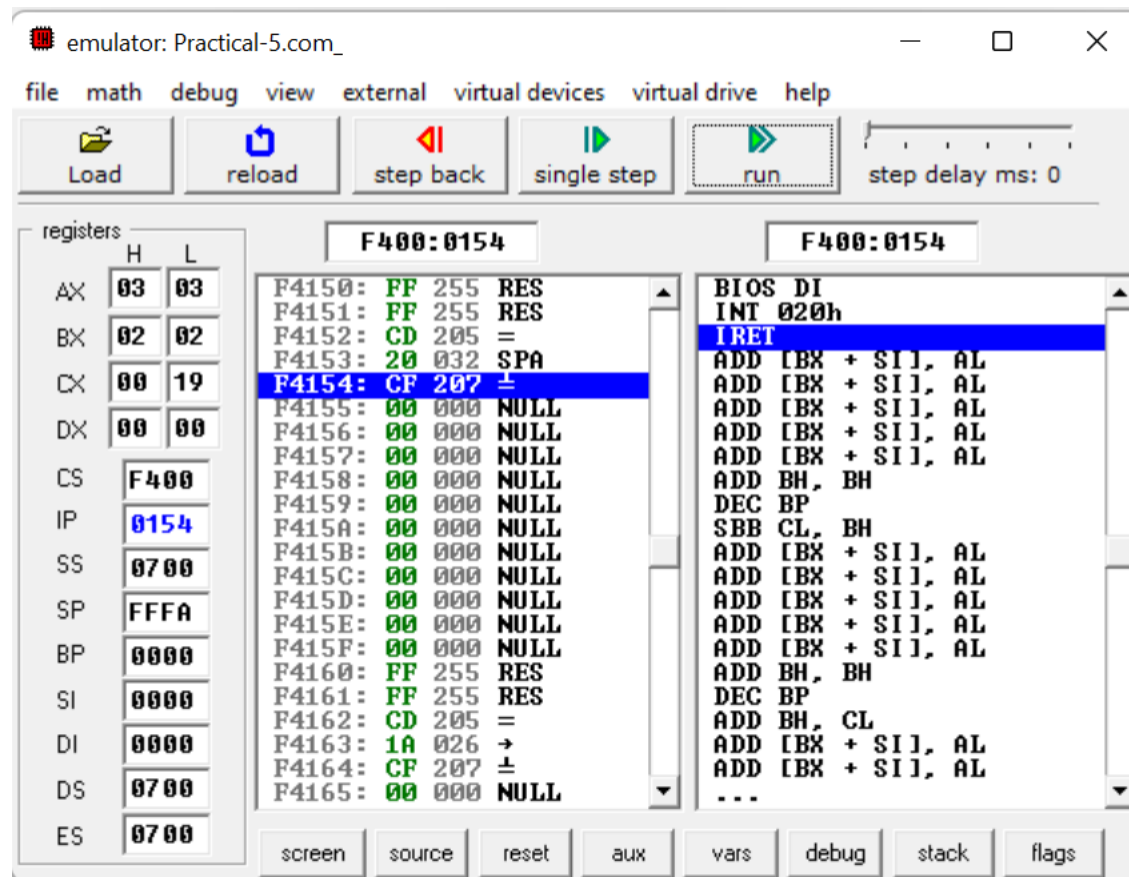 emulator: Practical-5.com_
file math debug view external virtual devices virtual drive help
Load reload step back single step run step delay ms: 0
registers
H L
F400:0154 F400:0154
AX 03 03
BX 02 02
CX 00 19
DX 00 00
CS F400
IP 0154
SS 0700
SP FFFA
BP 0000
SI 0000
DI 0000
DS 0700
ES 0700
F4150: FF 255 RES
F4151: FF 255 RES
F4152: CD 205 =
F4153: 20 032 SPA
F4154: CF 207 ╧
F4155: 00 000 NULL
F4156: 00 000 NULL
F4157: 00 000 NULL
F4158: 00 000 NULL
F4159: 00 000 NULL
F415A: 00 000 NULL
F415B: 00 000 NULL
F415C: 00 000 NULL
F415D: 00 000 NULL
F415E: 00 000 NULL
F415F: 00 000 NULL
F4160: FF 255 RES
F4161: FF 255 RES
F4162: CD 205 =
F4163: 1A 026 →
F4164: CF 207 ╧
F4165: 00 000 NULL
BIOS DI
INT 020h
IRET
ADD [BX + SI], AL
ADD [BX + SI], AL
ADD [BX + SI], AL
ADD [BX + SI], AL
ADD [BX + SI], AL
ADD BH, BH
DEC BP
SBB CL, BH
ADD [BX + SI], AL
ADD [BX + SI], AL
ADD [BX + SI], AL
ADD [BX + SI], AL
ADD [BX + SI], AL
ADD BH, BH
DEC BP
ADD BH, CL
ADD [BX + SI], AL
ADD [BX + SI], AL
...
screen source reset aux vars debug stack flags